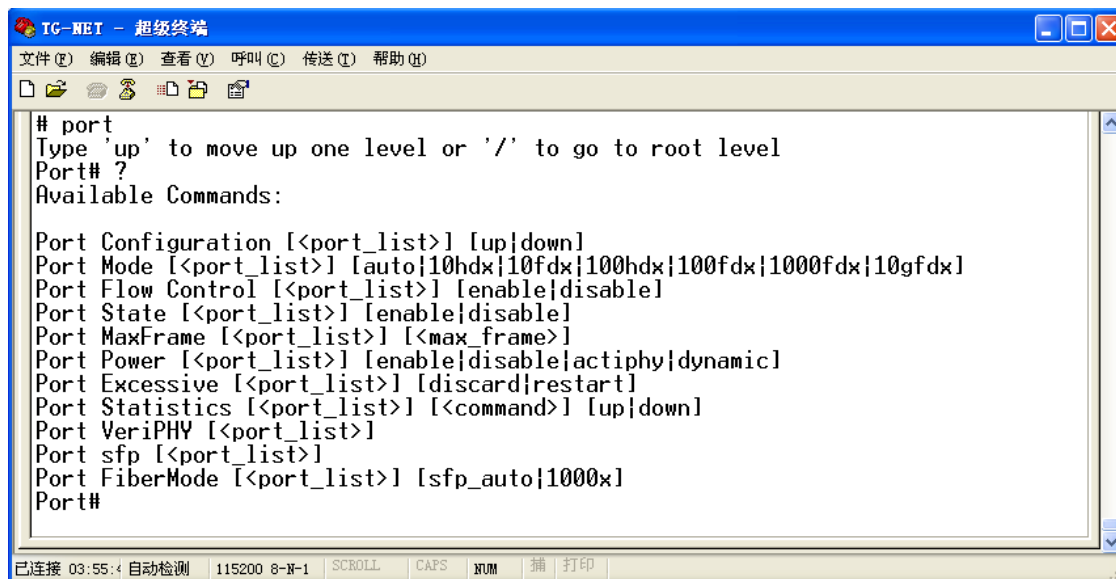 TG-NET - 超级终端
文件(F) 编辑(E) 查看(V) 呼叫(C) 传送(T) 帮助(H)
# port
Type 'up' to move up one level or '/' to go to root level
Port# ?
Available Commands:
Port Configuration [<port_list>] [up|down]
Port Mode [<port_list>] [auto|10hdx|10fdx|100hdx|100fdx|1000fdx|10gfdx]
Port Flow Control [<port_list>] [enable|disable]
Port State [<port_list>] [enable|disable]
Port MaxFrame [<port_list>] [<max_frame>]
Port Power [<port_list>] [enable|disable|actiphy|dynamic]
Port Excessive [<port_list>] [discard|restart]
Port Statistics [<port_list>] [<command>] [up|down]
Port VeriPHY [<port_list>]
Port sfp [<port_list>]
Port FiberMode [<port_list>] [sfp_auto|1000x]
Port#
已连接 03:55:4 自动检测 115200 8-N-1 SCROLL CAPS NUM 捕 打印